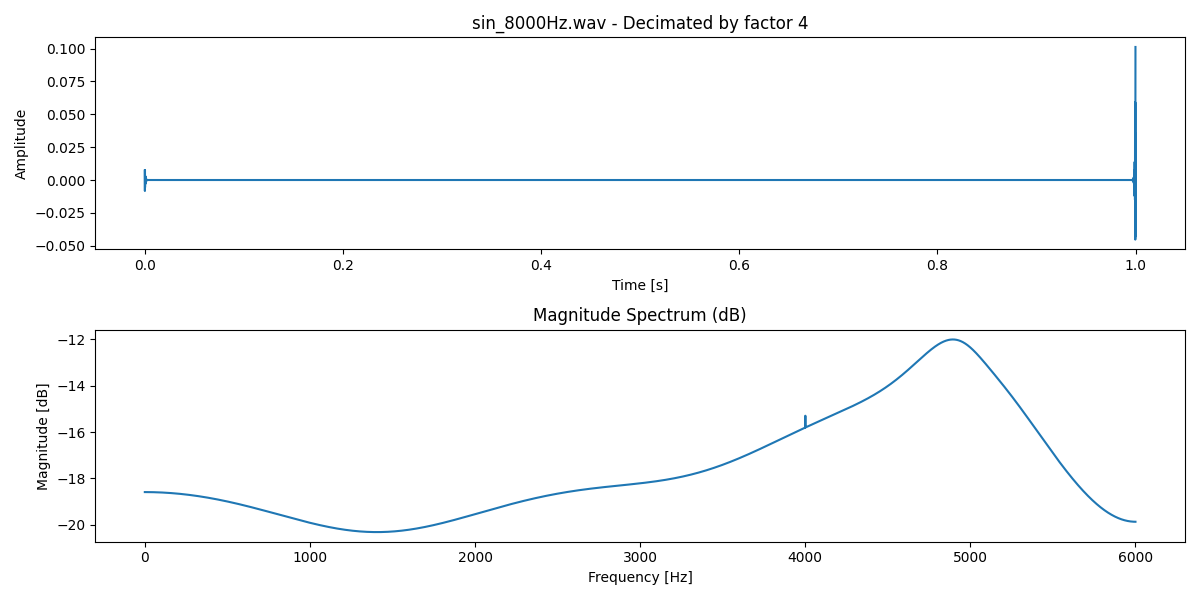 sin_8000Hz.wav - Decimated by factor 4
Amplitude
0.100
0.075
0.050
0.025
0.000
−0.025
−0.050
0.0 0.2 0.4 0.6 0.8 1.0
Time [s]
Magnitude Spectrum (dB)
Magnitude [dB]
−12
−14
−16
−18
−20
0 1000 2000 3000 4000 5000 6000
Frequency [Hz]